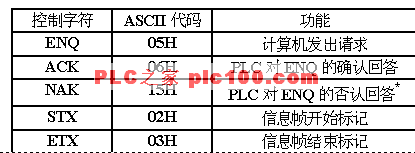 控制字符 ASCII 代码 功能
ENQ 05H 计算机发出请求
ACK 06H PLC 对 ENQ 的确认回答
NAK 15H PLC 对 ENQ 的否认回答*
STX 02H 信息帧开始标记
ETX 03H 信息帧结束标记
PLC之家 plc100.com